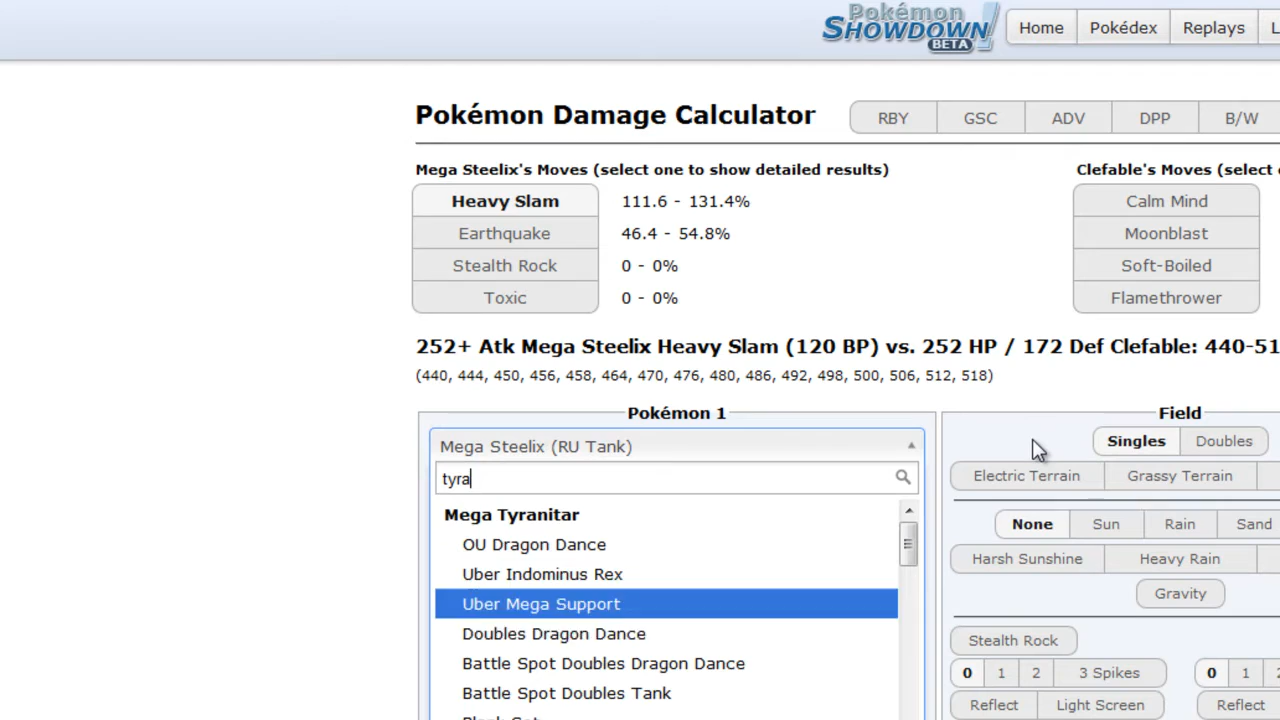 Pokémon
SHOWDOWN!
BETA
Home Pokédex Replays
Pokémon Damage Calculator RBY GSC ADV DPP B/W
Mega Steelix's Moves (select one to show detailed results) Clefable's Moves (select
Heavy Slam 111.6 - 131.4% Calm Mind
Earthquake 46.4 - 54.8% Moonblast
Stealth Rock 0 - 0% Soft-Boiled
Toxic 0 - 0% Flamethrower
252+ Atk Mega Steelix Heavy Slam (120 BP) vs. 252 HP / 172 Def Clefable: 440-51
(440, 444, 450, 456, 458, 464, 470, 476, 480, 486, 492, 498, 500, 506, 512, 518)
Pokémon 1 Field
Mega Steelix (RU Tank) Singles Doubles
tyra Electric Terrain Grassy Terrain
Mega Tyranitar None Sun Rain Sand
OU Dragon Dance Harsh Sunshine Heavy Rain
Uber Indominus Rex Gravity
Uber Mega Support
Doubles Dragon Dance Stealth Rock
Battle Spot Doubles Dragon Dance 0 1 2 3 Spikes 0 1
Battle Spot Doubles Tank Reflect Light Screen Reflect